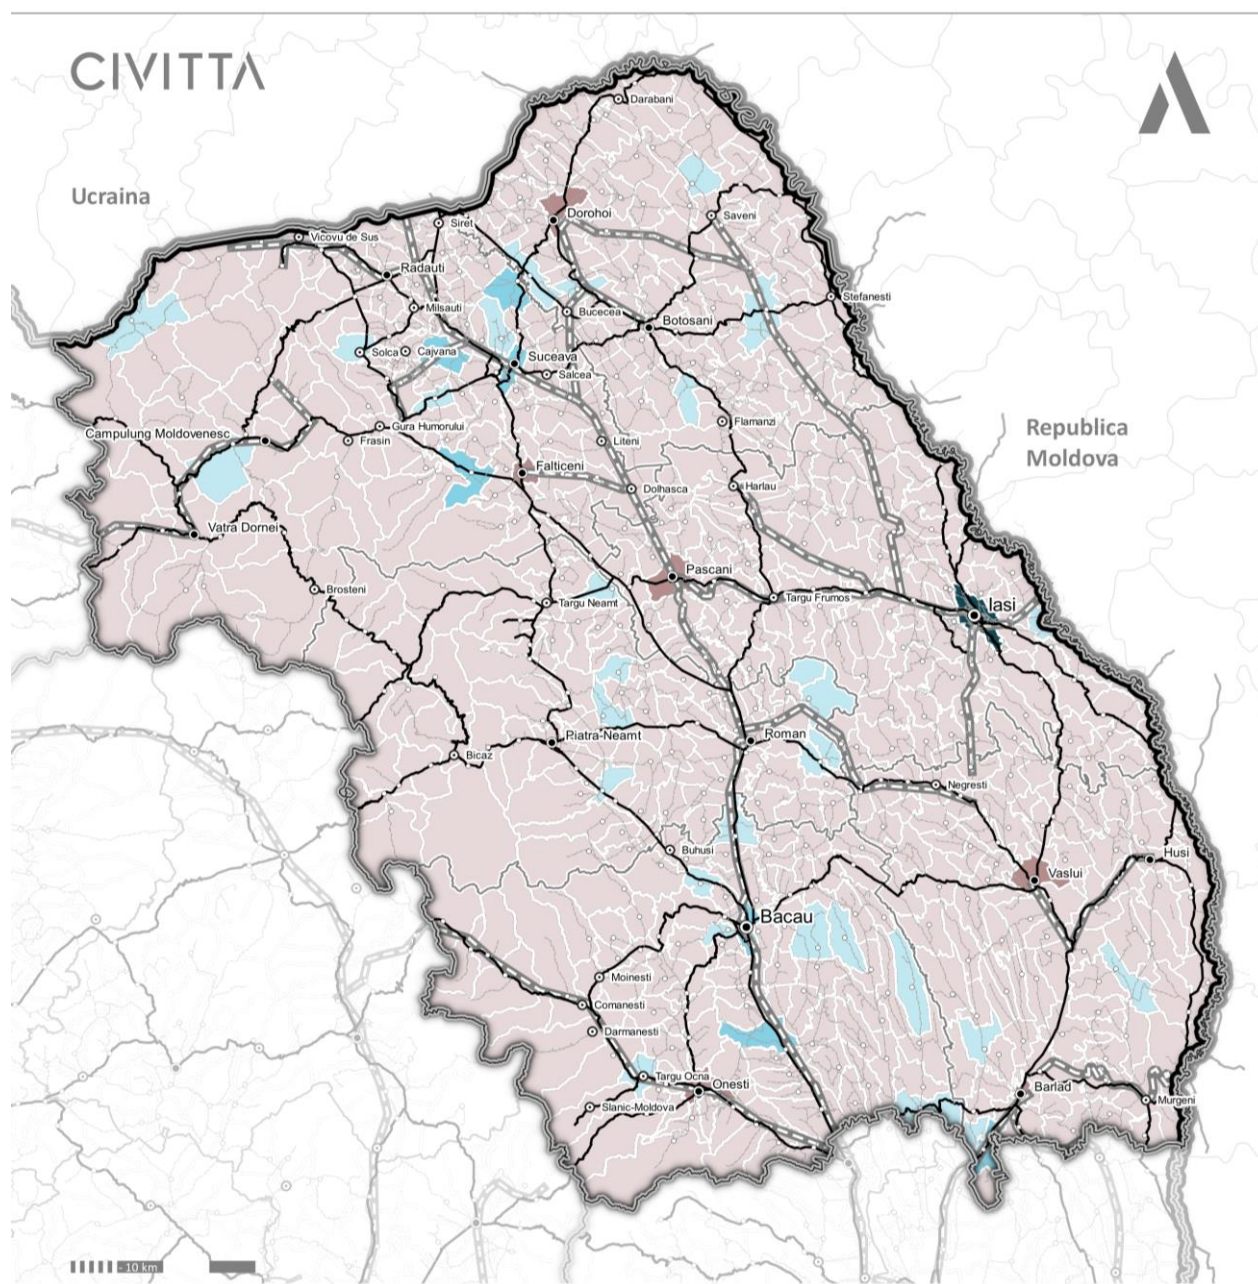 CIVITTA
Darabani
Ucraina
Dorohoi
Saveni
Siret
Vicovu de Sus
Radauti
Stefanesti
Milsauti
Bucecea
Botosani
Solca
Cajvana
Suceava
Salcea
Flamanzi
Gura Humorului
Republica
Moldova
Campulung Moldovenesc
Frasin
Liteni
Falticeni
Dolhasca
Harlau
Vatra Dornei
Pascani
Brosteni
Targu Neamt
Targu Frumos
Iasi
Piatra-Neamt
Roman
Bicaz
Negresti
Buhusi
Husi
Vaslui
Bacau
Moinesti
Comanesti
Darmanesti
Targu Ocna
Onesti
Barlad
Slanic-Moldova
Murgeni
10 km